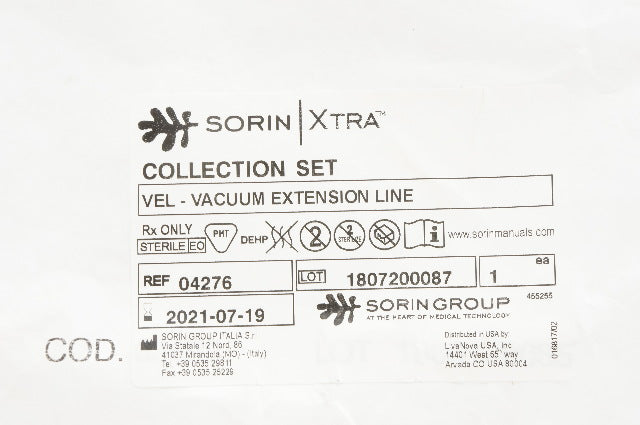 SORIN | XTRA™
COLLECTION SET
VEL - VACUUM EXTENSION LINE
Rx ONLY
STERILE EO
PHT
DEHP
2
2
STERILIZE
i
www.sorinmanuals.com
REF 04276
LOT 1807200087
1 ea
2021-07-19
455255
SORIN GROUP
AT THE HEART OF MEDICAL TECHNOLOGY
COD.
SORIN GROUP ITALIA S.r
Via Statale 12 Nord, 86
41037 Mirandola (MO) - (Italy)
Tel +39 0535 29811
Fax +39 0535 25229
Distributed in USA by:
LivaNova USA, Inc
14401 West 65th way
Arvada CO USA 80004